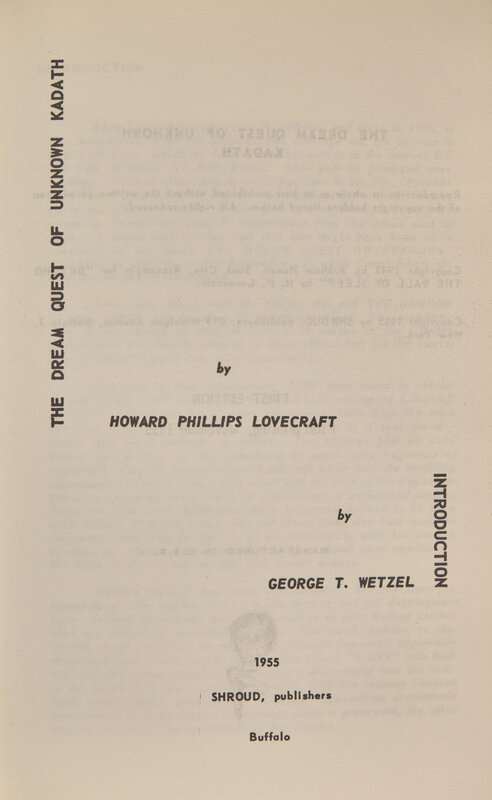 THE DREAM QUEST OF UNKNOWN KADATH
by
HOWARD PHILLIPS LOVECRAFT
INTRODUCTION
by
GEORGE T. WETZEL
1955
SHROUD, publishers
Buffalo